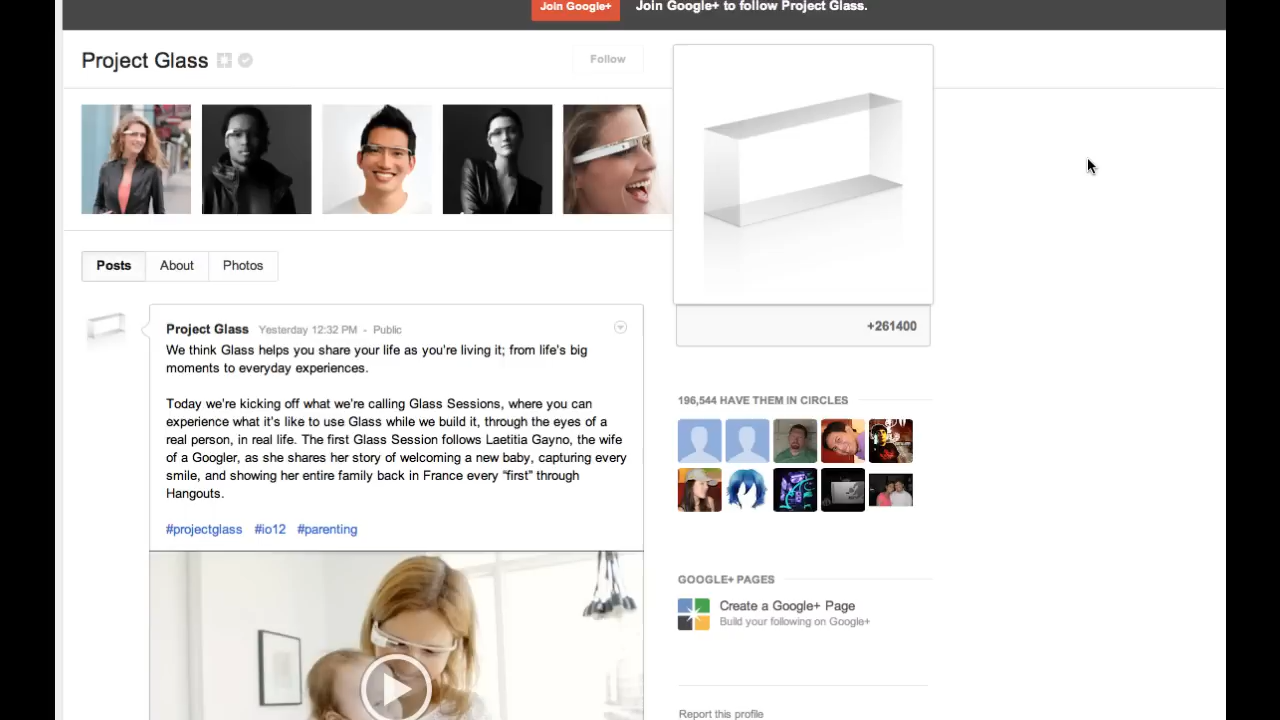 Join Google+
Join Google+ to follow Project Glass.
Project Glass
Follow
Posts
About
Photos
Project Glass Yesterday 12:32 PM - Public
We think Glass helps you share your life as you're living it; from life's big
moments to everyday experiences.
Today we're kicking off what we're calling Glass Sessions, where you can
experience what it's like to use Glass while we build it, through the eyes of a
real person, in real life. The first Glass Session follows Laetitia Gayno, the wife
of a Googler, as she shares her story of welcoming a new baby, capturing every
smile, and showing her entire family back in France every "first" through
Hangouts.
#projectglass #io12 #parenting
+261400
196,544 HAVE THEM IN CIRCLES
GOOGLE+ PAGES
Create a Google+ Page
Build your following on Google+
Report this profile